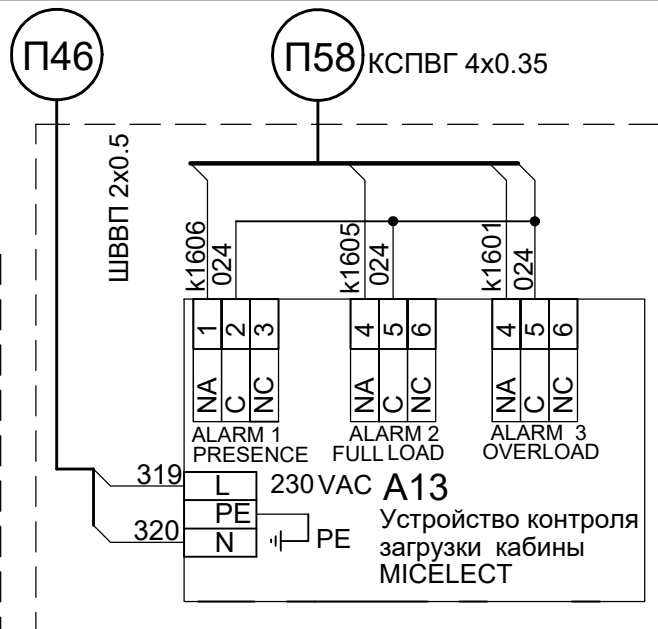 П46
П58 КСПВГ 4х0.35
ШВВП 2х0.5
k1606
024
k1605
024
k1601
024
1 2 3
4 5 6
4 5 6
NA C NC
NA C NC
NA C NC
ALARM 1
PRESENCE
ALARM 2
FULL LOAD
ALARM 3
OVERLOAD
319
L
230 VAC
A13
PE
320
N
PE
Устройство контроля
загрузки кабины
MICELECT